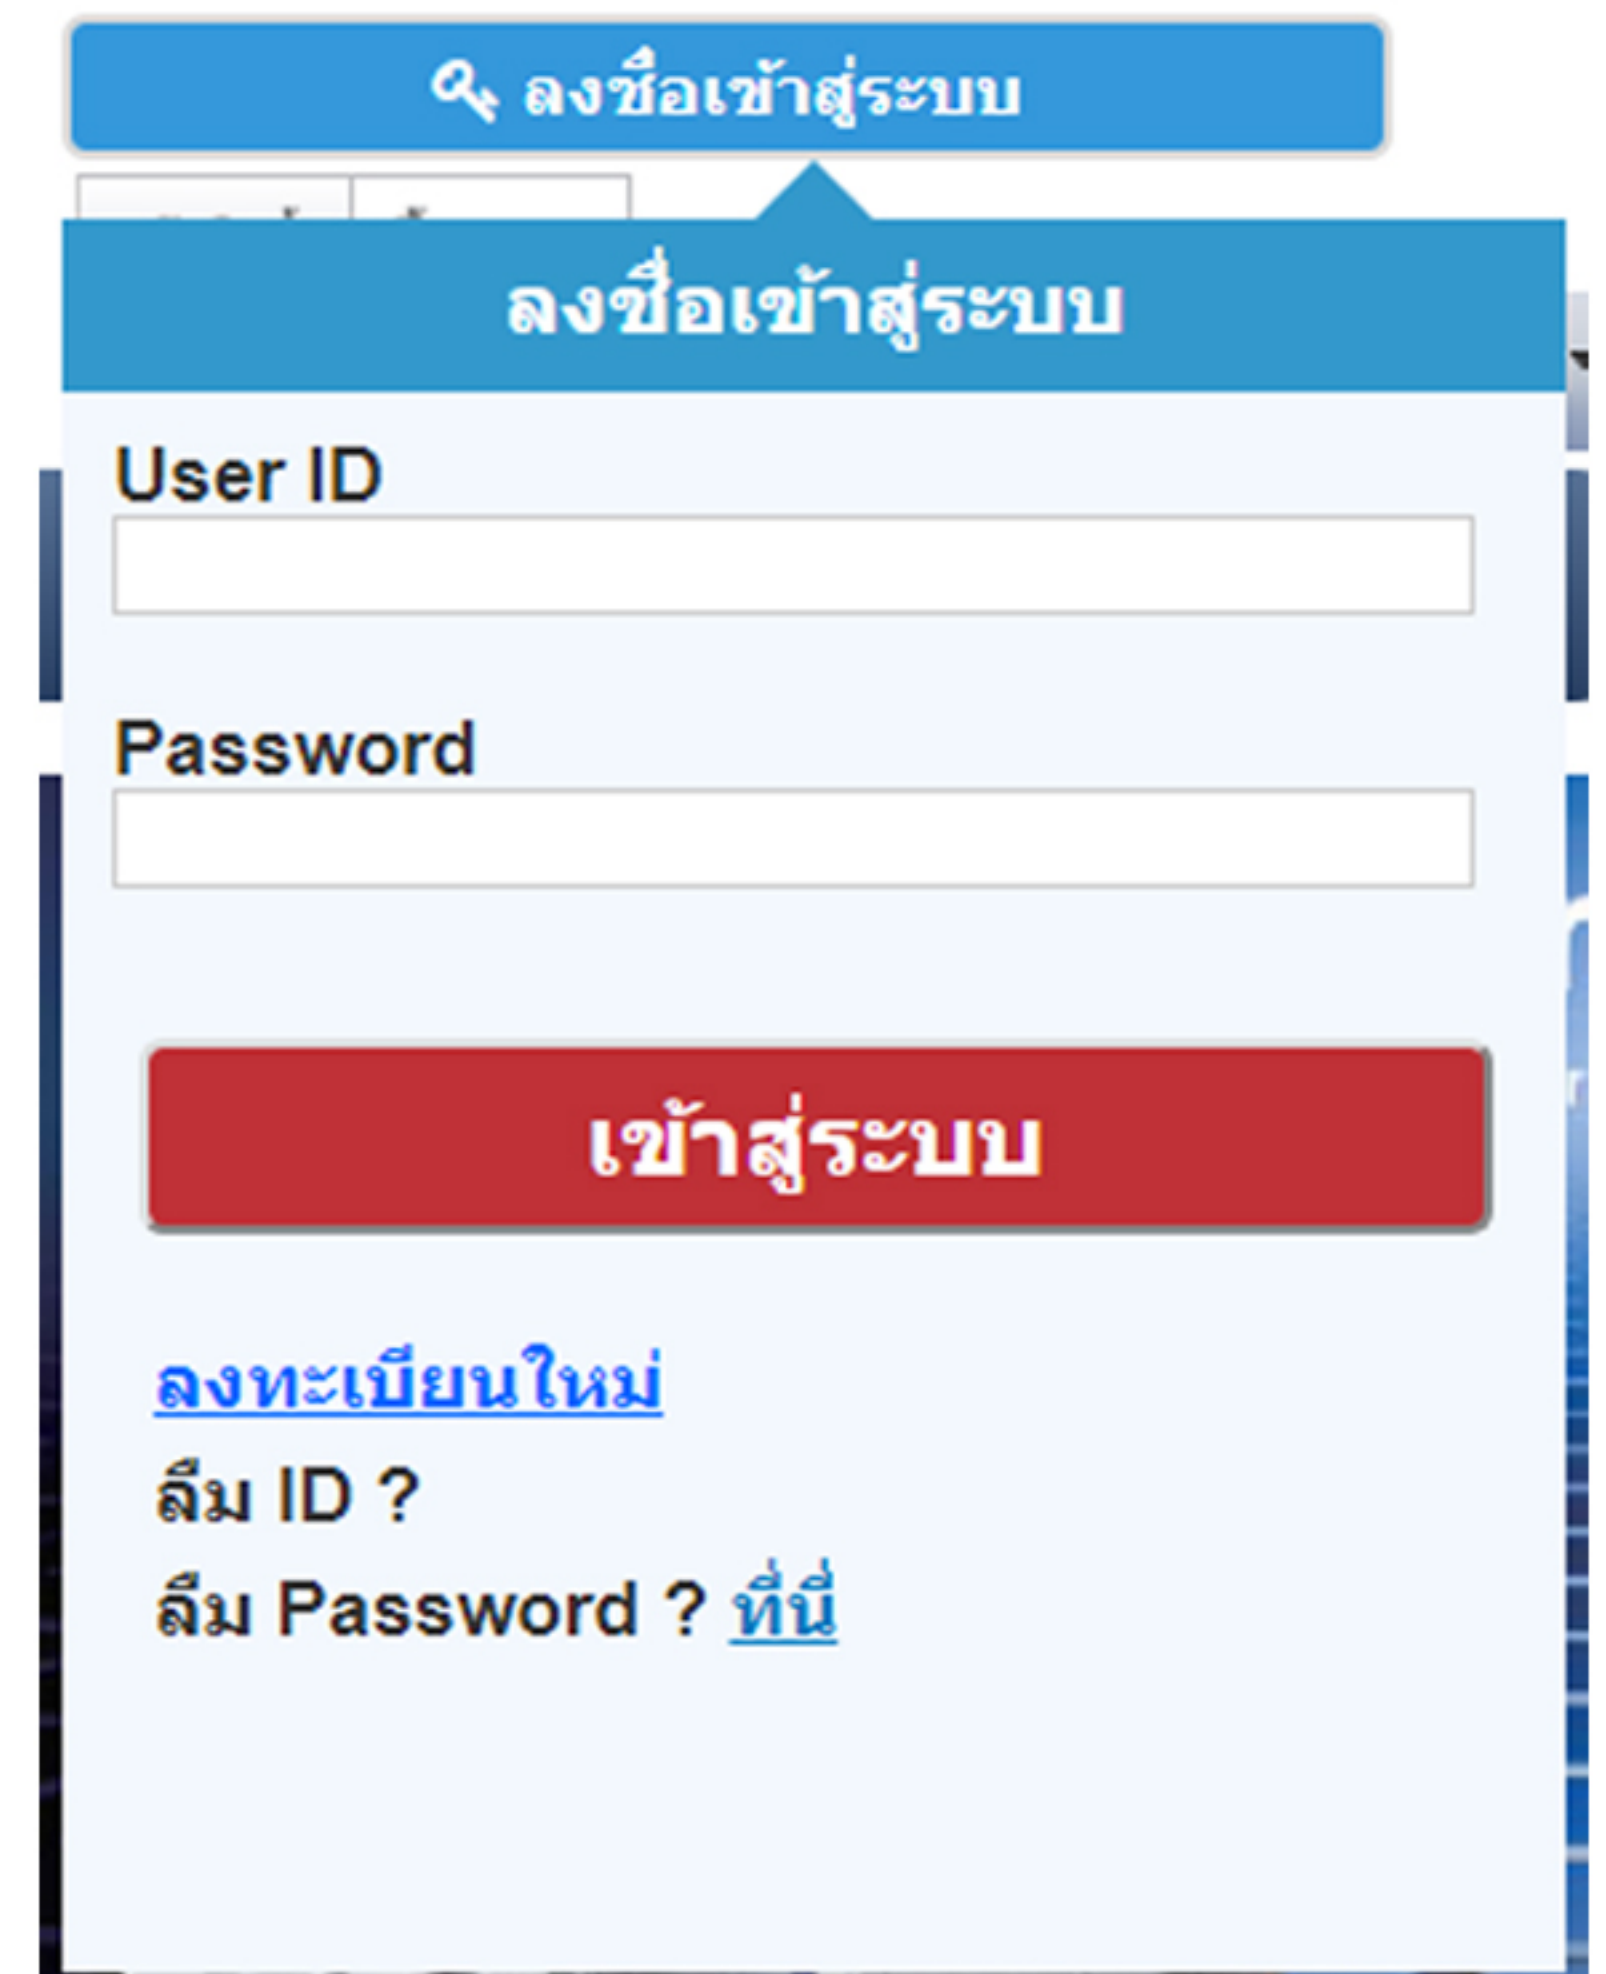 ลงชื่อเข้าสู่ระบบ
ลงชื่อเข้าสู่ระบบ
User ID
Password
เข้าสู่ระบบ
ลงทะเบียนใหม่
ลืม ID ?
ลืม Password ? ที่นี่